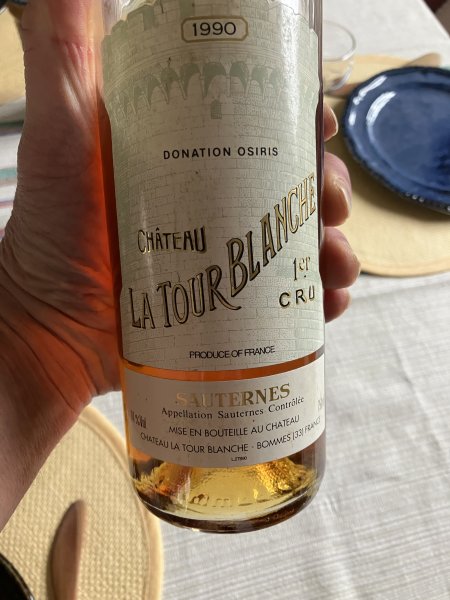 1990
DONATION OSIRIS
CHÂTEAU
LA TOUR BLANCHE
1er
CRU
PRODUCE OF FRANCE
SAUTERNES
Appellation Sauternes Contrôlée
MISE EN BOUTEILLE AU CHATEAU
CHATEAU LA TOUR BLANCHE - BOMMES (33) FRANCE